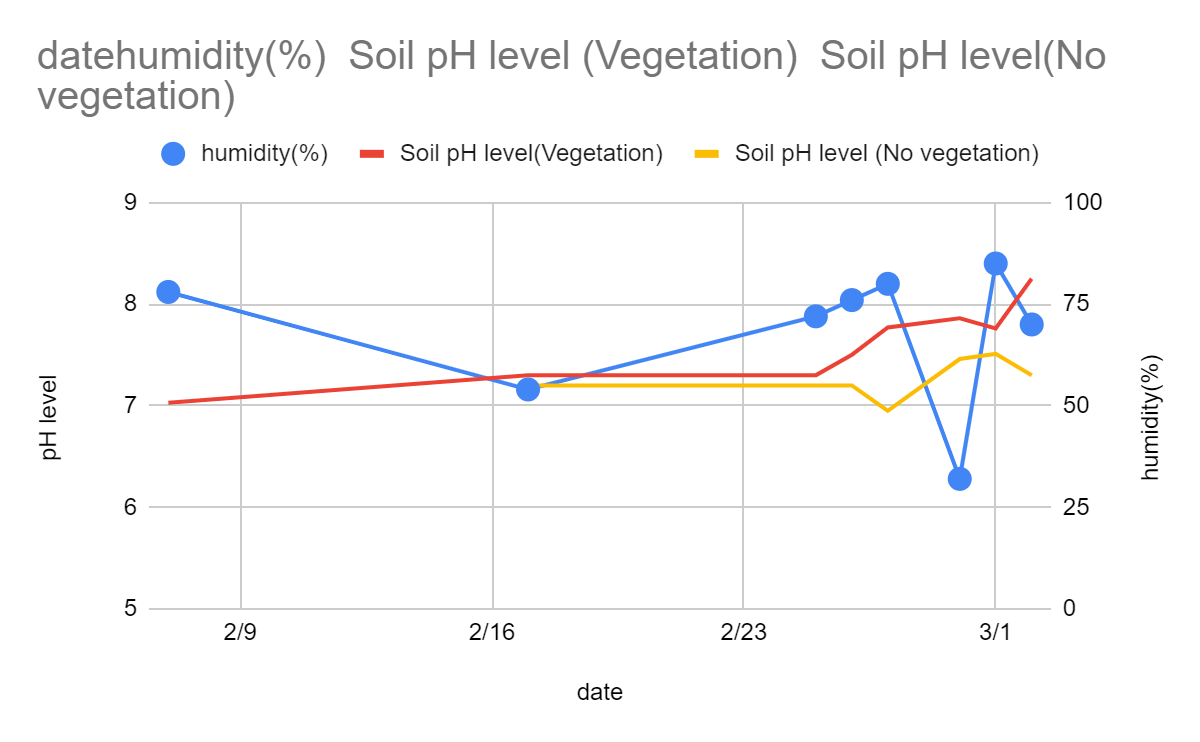 datehumidity(%)  Soil pH level (Vegetation)  Soil pH level(No
vegetation)
humidity(%) Soil pH level(Vegetation) Soil pH level (No vegetation)
9 100
8 75
7 50
6 25
5 0
pH level
humidity(%)
2/9 2/16 2/23 3/1
date